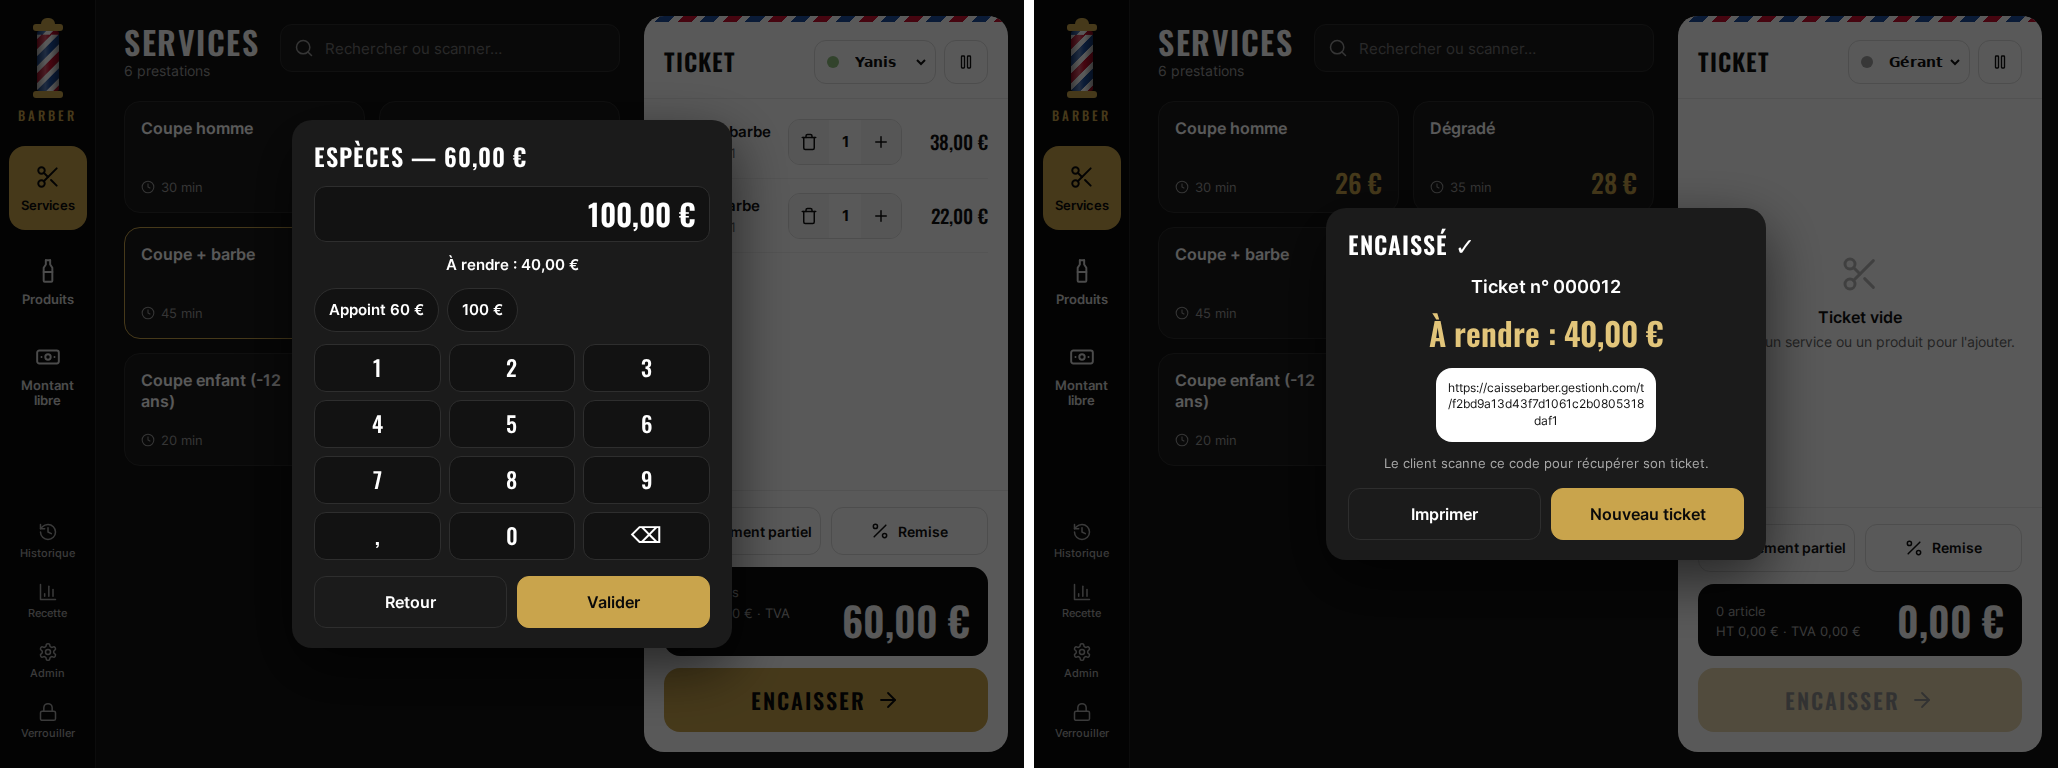 BARBER
Services
Produits
Montant
libre
Historique
Recette
Admin
Verrouiller
SERVICES
6 prestations
Rechercher ou scanner...
Coupe homme
30 min
Coupe + barbe
45 min
Coupe enfant (-12
ans)
20 min
TICKET
Yanis
barbe
1
38,00 €
1
22,00 €
Remise
0 € · TVA
60,00 €
ENCAISSER →
ESPÈCES — 60,00 €
100,00 €
À rendre : 40,00 €
Appoint 60 €
100 €
1
2
3
4
5
6
7
8
9
,
0
⌫
Retour
Valider
BARBER
Services
Produits
Montant
libre
Historique
Recette
Admin
Verrouiller
SERVICES
6 prestations
Rechercher ou scanner...
Coupe homme
30 min
26 €
Dégradé
35 min
28 €
Coupe + barbe
45 min
Coupe enfant (-12
ans)
20 min
TICKET
Gérant
Ticket vide
un service ou un produit pour l'ajouter.
partiel
Remise
0 article
HT 0,00 € · TVA 0,00 €
0,00 €
ENCAISSER →
ENCAISSÉ ✓
Ticket n° 000012
À rendre : 40,00 €
https://caissebarber.gestionh.com/t
/f2bd9a13d43f7d1061c2b0805318
daf1
Le client scanne ce code pour récupérer son ticket.
Imprimer
Nouveau ticket